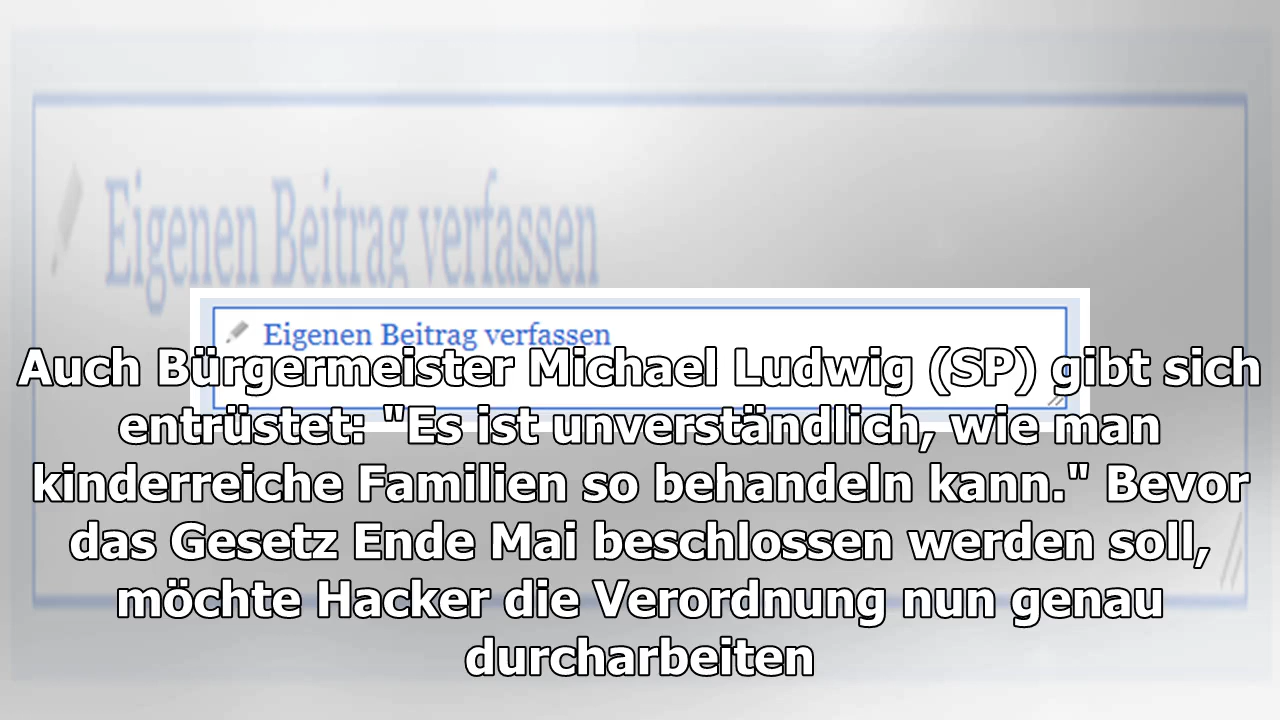 Eigenen Beitrag verfassen
Eigenen Beitrag verfassen
Auch Bürgermeister Michael Ludwig (SP) gibt sich
entrüstet: "Es ist unverständlich, wie man
kinderreiche Familien so behandeln kann." Bevor
das Gesetz Ende Mai beschlossen werden soll,
möchte Hacker die Verordnung nun genau
durcharbeiten